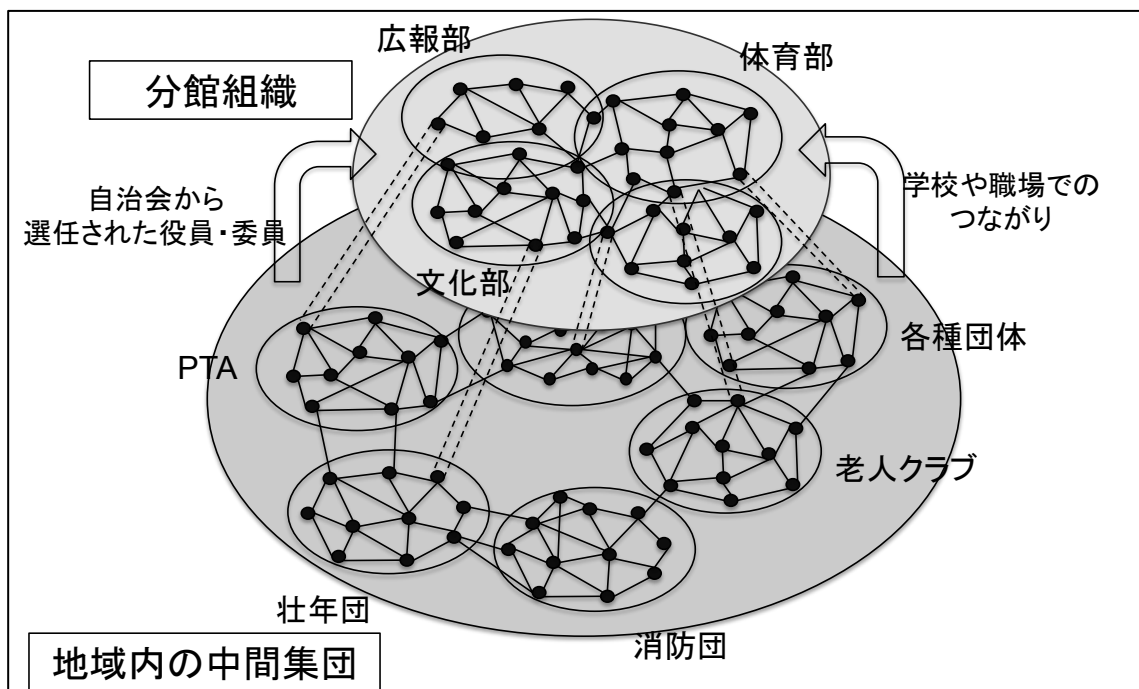 広報部
体育部
分館組織
自治会から
選任された役員・委員
学校や職場での
つながり
文化部
PTA
各種団体
老人クラブ
壮年団
消防団
地域内の中間集団